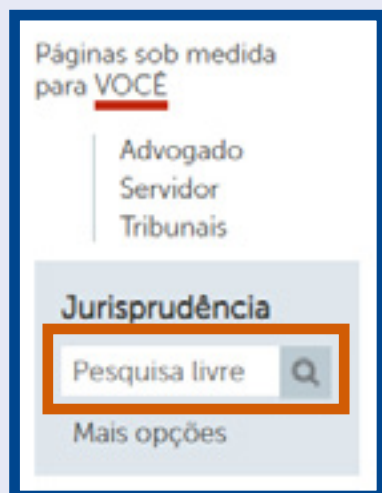 Páginas sob medida
para VOCÊ
Advogado
Servidor
Tribunais
Jurisprudência
Pesquisa livre
Mais opções